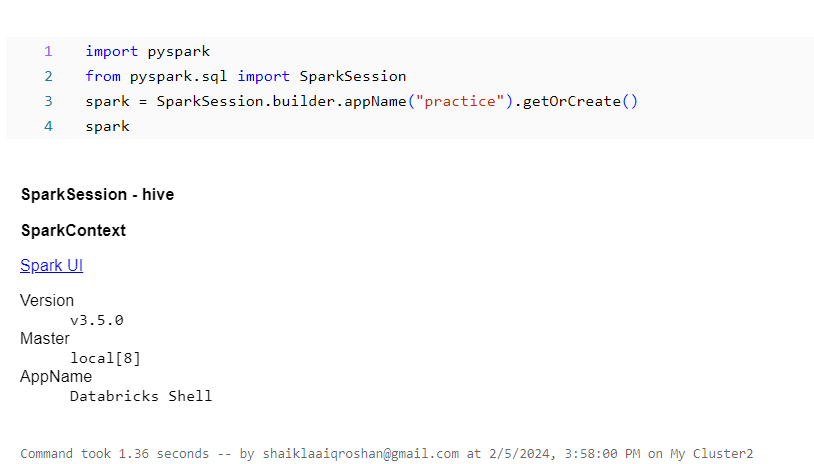 1 import pyspark
2 from pyspark.sql import SparkSession
3 spark = SparkSession.builder.appName("practice").getOrCreate()
4 spark
SparkSession - hive
SparkContext
Spark UI
Version
v3.5.0
Master
local[8]
AppName
Databricks Shell
Command took 1.36 seconds -- by shaiklaaiqroshan@gmail.com at 2/5/2024, 3:58:00 PM on My Cluster2